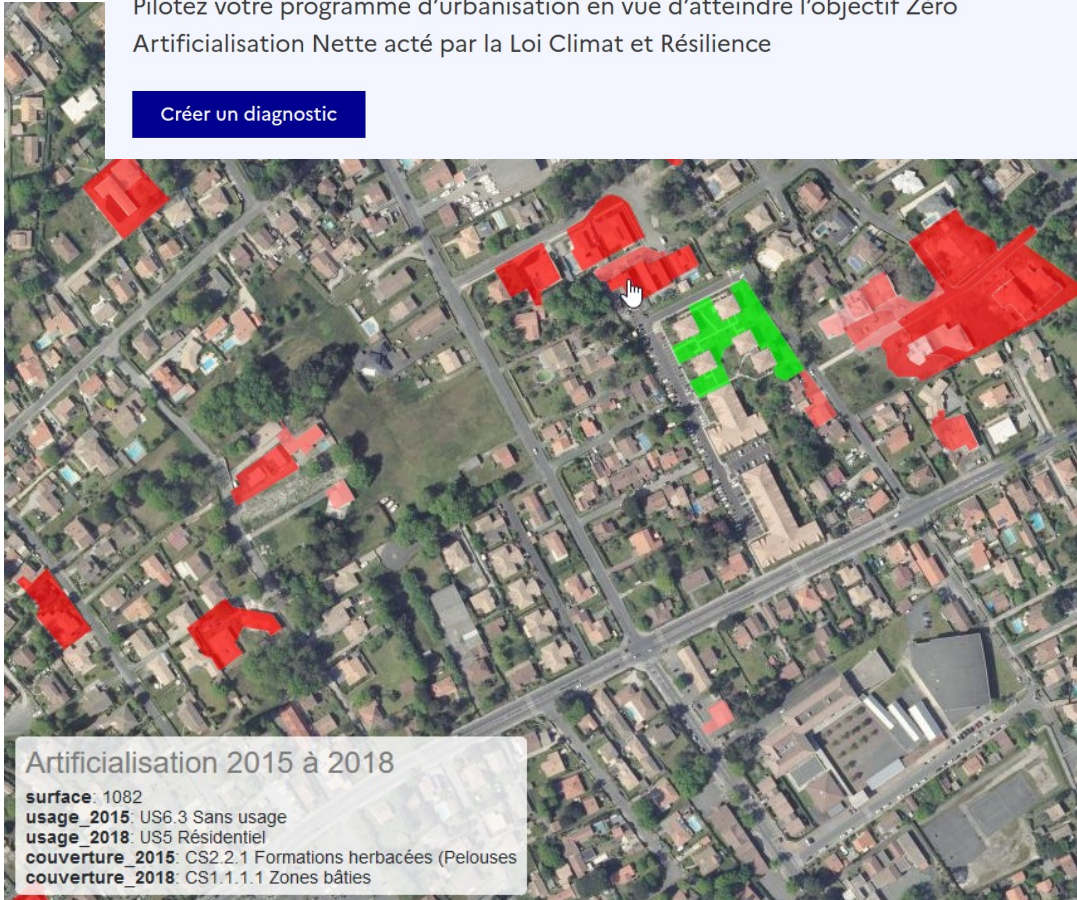 Pilotez votre programme d'urbanisation en vue d'atteindre l'objectif Zéro
Artificialisation Nette acté par la Loi Climat et Résilience
Créer un diagnostic
Artificialisation 2015 à 2018
surface: 1082
usage_2015: US6.3 Sans usage
usage_2018: US5 Résidentiel
couverture_2015: CS2.2.1 Formations herbacées (Pelouses
couverture_2018: CS1.1.1.1 Zones bâties